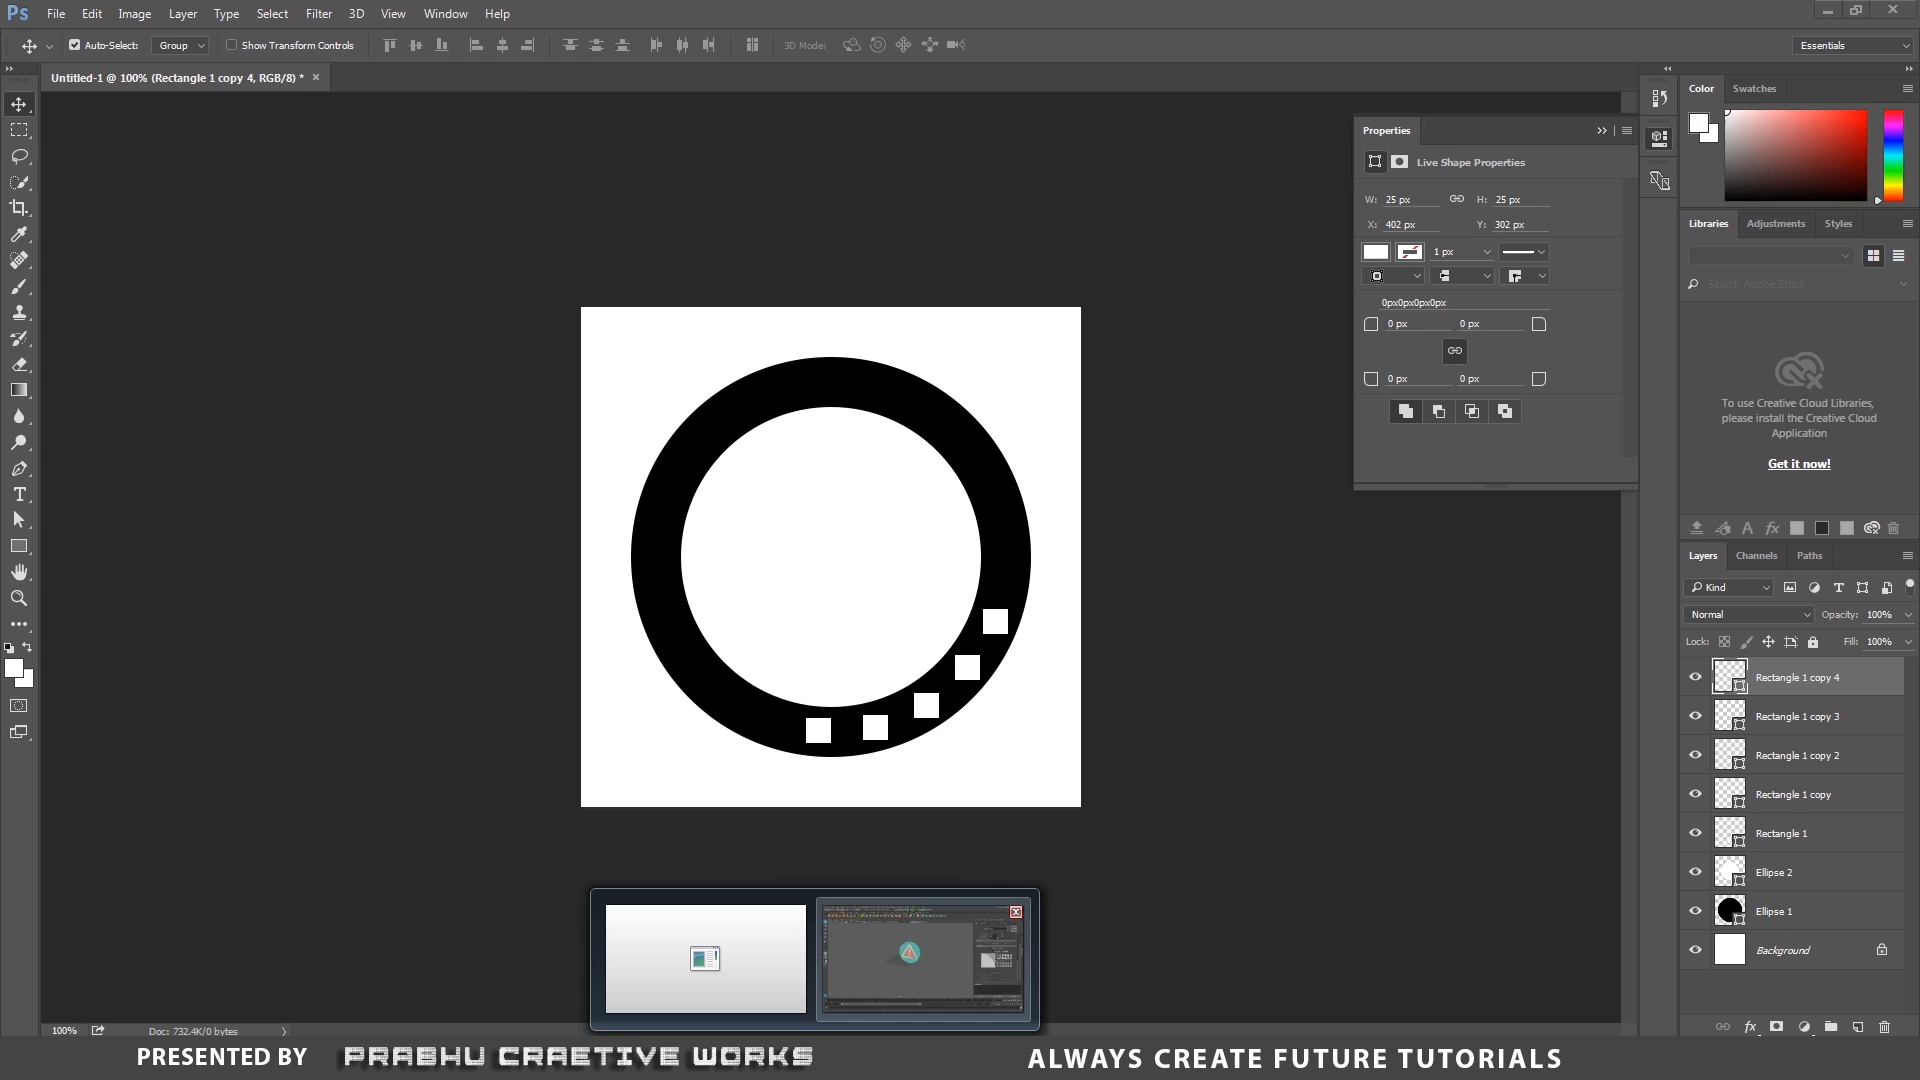 Ps File Edit Image Layer Type Select Filter 3D View Window Help
Auto-Select: Group Show Transform Controls 3D Mode: Essentials
Untitled-1 @ 100% (Rectangle 1 copy 4, RGB/8) * ×
Properties
Live Shape Properties
W: 25 px H: 25 px
X: 402 px Y: 302 px
1 px
0px0px0px0px
0 px 0 px
0 px 0 px
Color Swatches
Libraries Adjustments Styles
Search Adobe Stock
To use Creative Cloud Libraries,
please install the Creative Cloud
Application
Get it now!
Layers Channels Paths
Kind
Normal Opacity: 100%
Lock: Fill: 100%
Rectangle 1 copy 4
Rectangle 1 copy 3
Rectangle 1 copy 2
Rectangle 1 copy
Rectangle 1
Ellipse 2
Ellipse 1
Background
100% Doc: 732.4K/0 bytes
PRESENTED BY PRABHU CRAETIVE WORKS ALWAYS CREATE FUTURE TUTORIALS